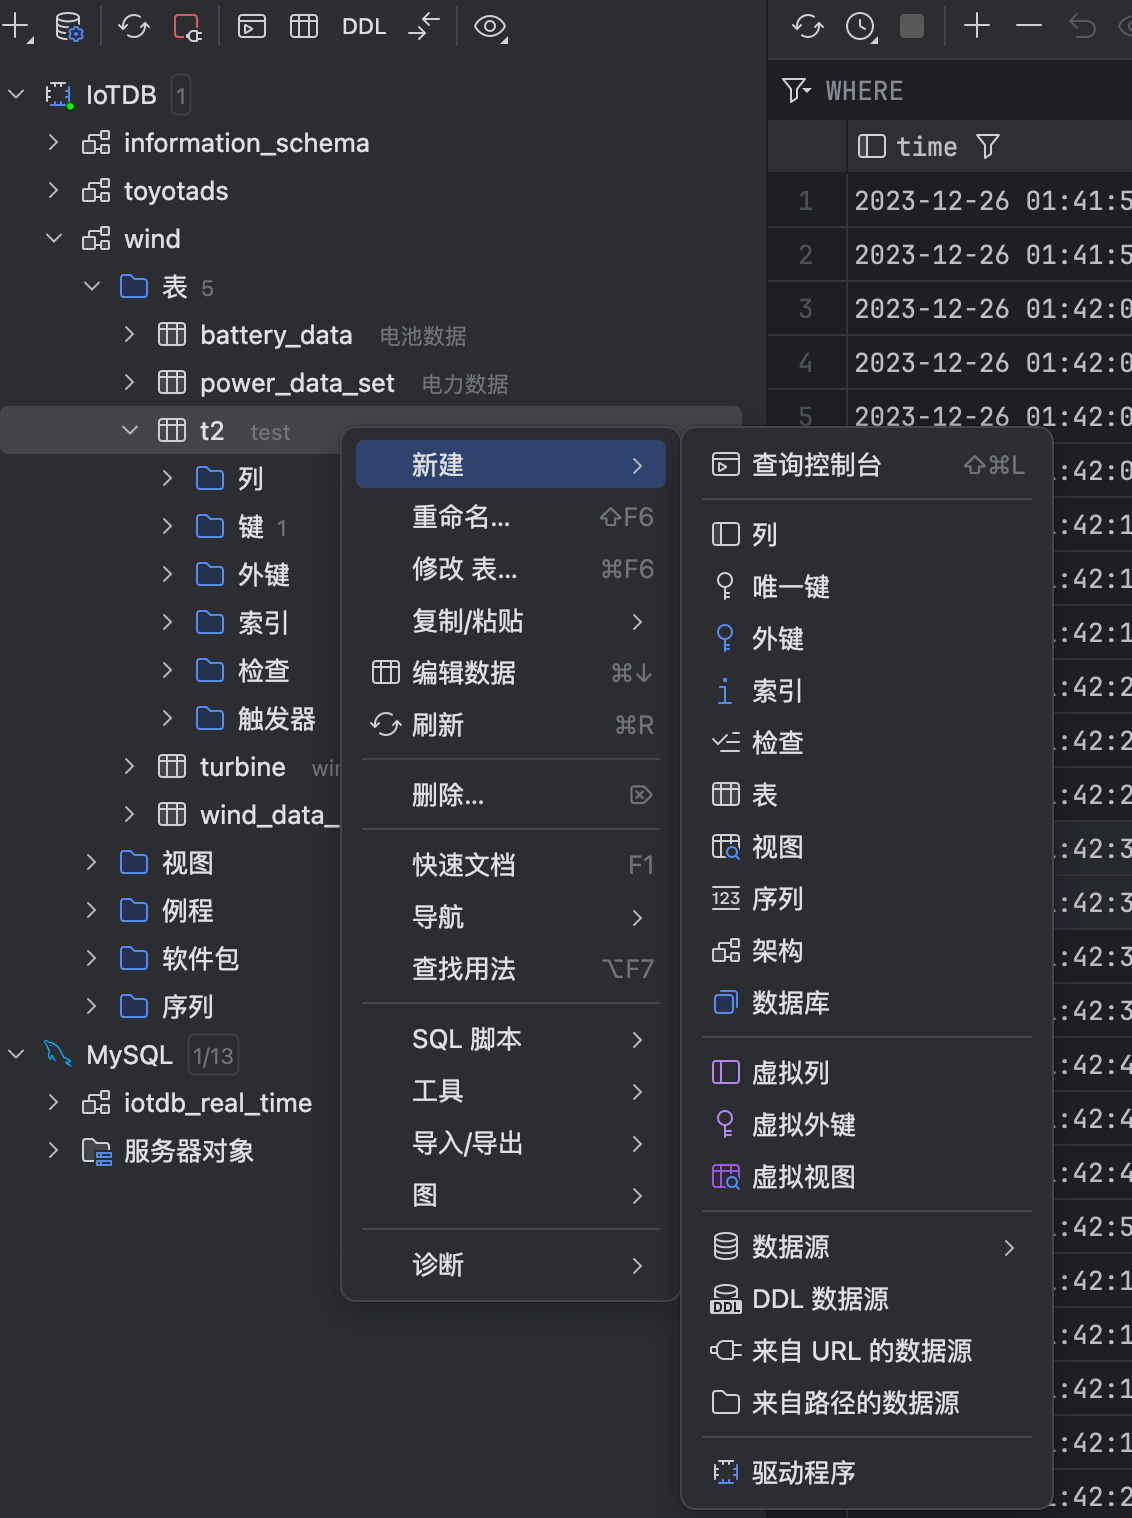 DDL
IoTDB 1
information_schema
toyotads
wind
表 5
battery_data 电池数据
power_data_set 电力数据
t2 test
列
键 1
外键
索引
检查
触发器
turbine
wind_data_
视图
例程
软件包
序列
MySQL 1/13
iotdb_real_time
服务器对象
新建
重命名... ⇧F6
修改 表... ⌘F6
复制/粘贴
编辑数据 ⌘↓
刷新 ⌘R
删除... ⌦
快速文档 F1
导航
查找用法 ⌥F7
SQL 脚本
工具
导入/导出
图
诊断
查询控制台 ⇧⌘L
列
唯一键
外键
索引
检查
表
视图
123 序列
架构
数据库
虚拟列
虚拟外键
虚拟视图
数据源
DDL DDL 数据源
来自 URL 的数据源
来自路径的数据源
驱动程序
WHERE
time
1 2023-12-26 01:41:5
2 2023-12-26 01:41:5
3 2023-12-26 01:42:0
4 2023-12-26 01:42:0
5 2023-12-26 01:42:0
:42:0
:42:1
:42:1
:42:1
:42:2
:42:2
:42:2
:42:3
:42:3
:42:3
:42:3
:42:4
:42:4
:42:4
:42:5
:42:1
:42:1
:42:1
:42:1
:42:2